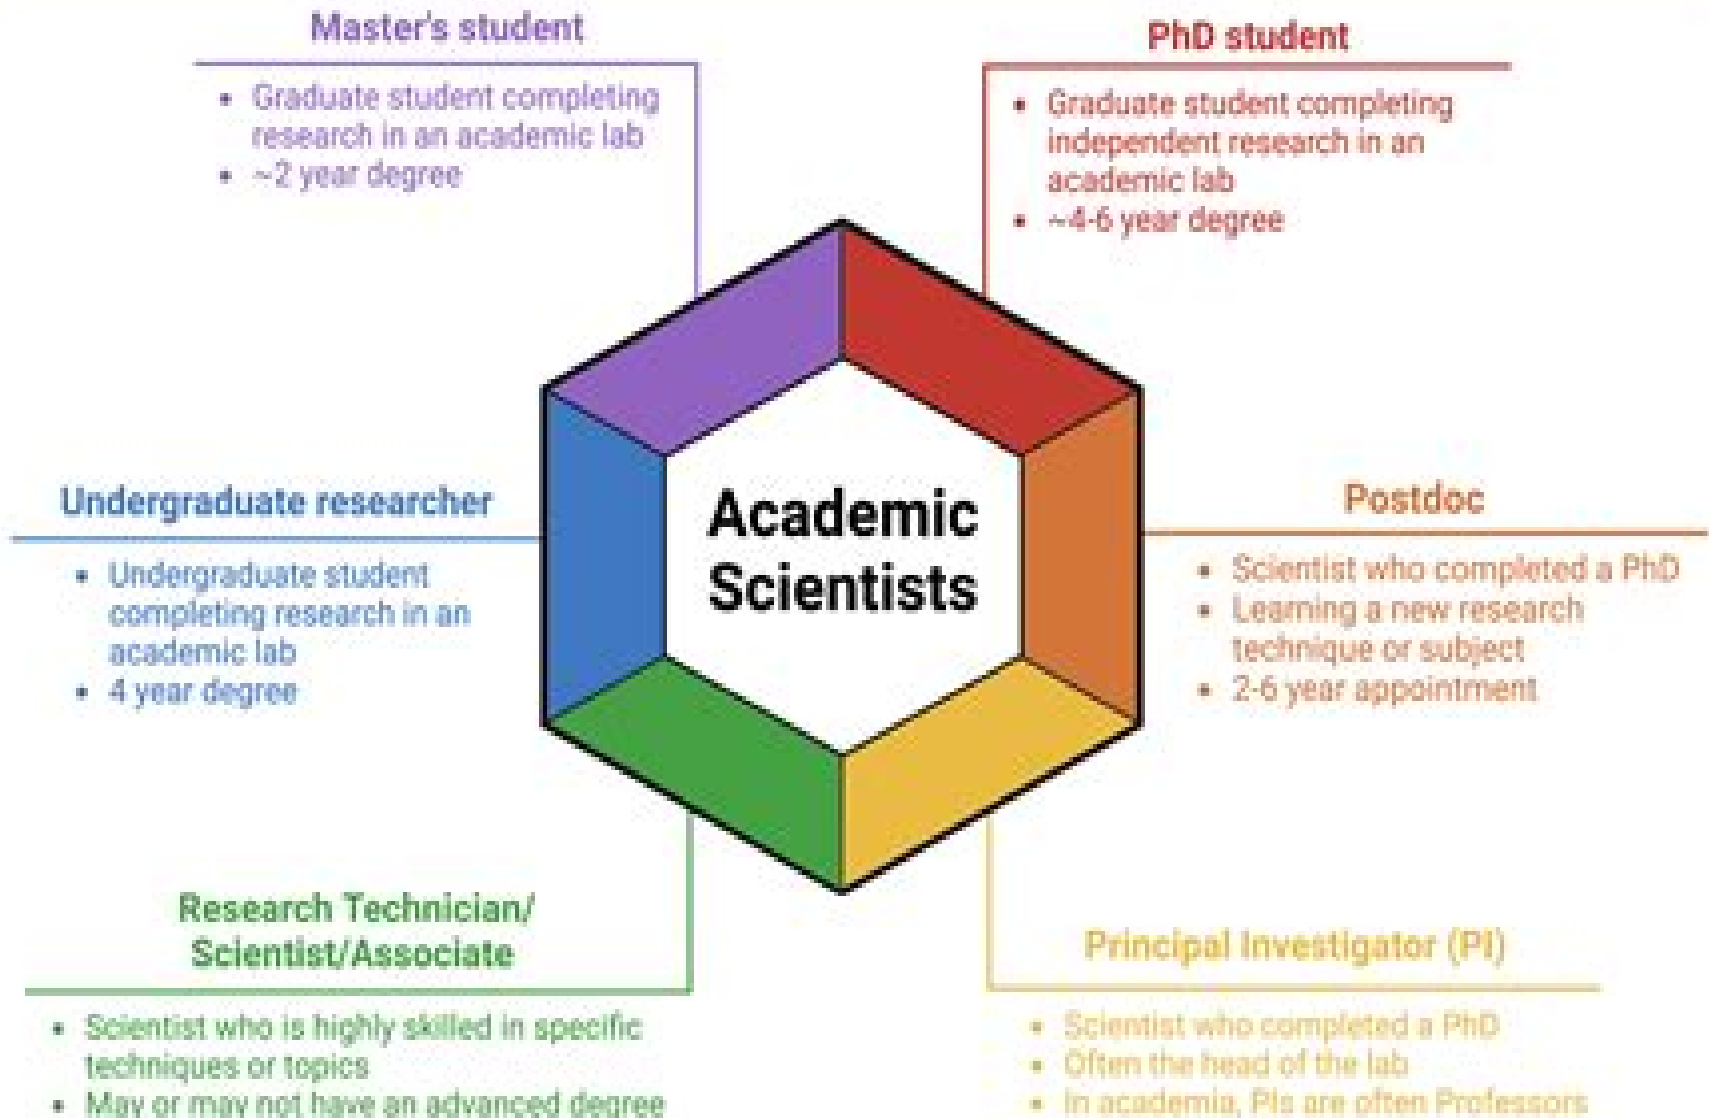 Master's student
• Graduate student completing
research in an academic lab
• ~2 year degree
PhD student
• Graduate student completing
independent research in an
academic lab
• ~4-6 year degree
Undergraduate researcher
• Undergraduate student
completing research in an
academic lab
• 4 year degree
Academic
Scientists
Postdoc
• Scientist who completed a PhD
• Learning a new research
technique or subject
• 2-6 year appointment
Research Technician/
Scientist/Associate
• Scientist who is highly skilled in specific
techniques or topics
• May or may not have an advanced degree
Principal Investigator (PI)
• Scientist who completed a PhD
• Often the head of the lab
• In academia, PIs are often Professors